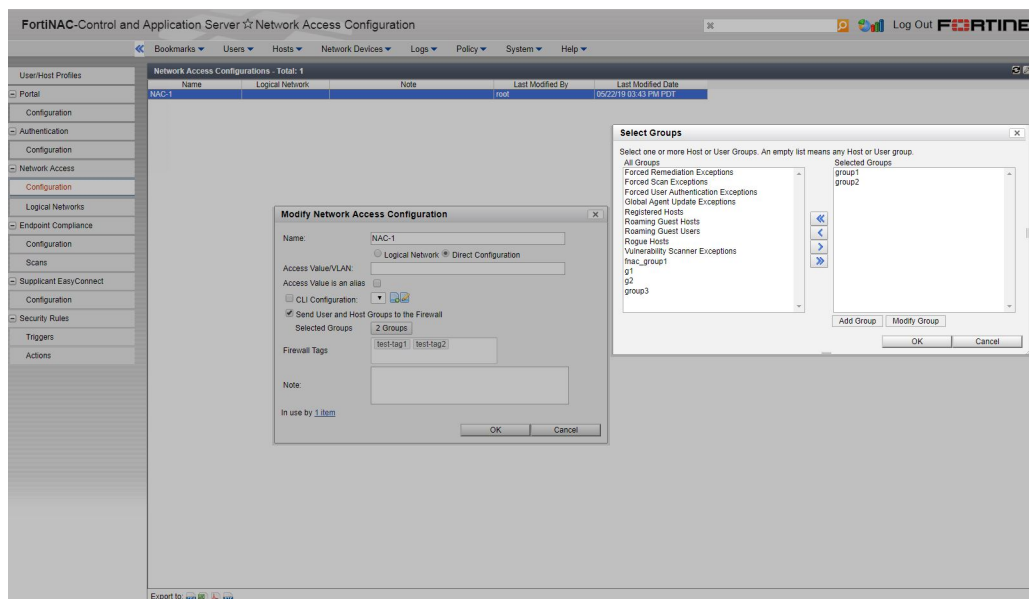 FortiNAC-Control and Application Server ☆ Network Access Configuration
Log Out FORTINE
Bookmarks Users Hosts Network Devices Logs Policy System Help
User/Host Profiles
Portal
Configuration
Authentication
Configuration
Network Access
Configuration
Logical Networks
Endpoint Compliance
Configuration
Scans
Supplicant EasyConnect
Configuration
Security Rules
Triggers
Actions
Network Access Configurations - Total: 1
Name Logical Network Note Last Modified By Last Modified Date
NAC-1 root 05/22/19 03:43 PM PDT
Modify Network Access Configuration
Name: NAC-1
Logical Network Direct Configuration
Access Value/VLAN:
Access Value is an alias
CLI Configuration:
Send User and Host Groups to the Firewall
Selected Groups 2 Groups
Firewall Tags test-tag1 test-tag2
Note:
In use by 1 item
OK Cancel
Select Groups
Select one or more Host or User Groups. An empty list means any Host or User group.
All Groups
Forced Remediation Exceptions
Forced Scan Exceptions
Forced User Authentication Exceptions
Global Agent Update Exceptions
Registered Hosts
Roaming Guest Hosts
Roaming Guest Users
Rogue Hosts
Vulnerability Scanner Exceptions
fnac_group1
g1
g2
group3
Selected Groups
group1
group2
Add Group Modify Group
OK Cancel
Export to: